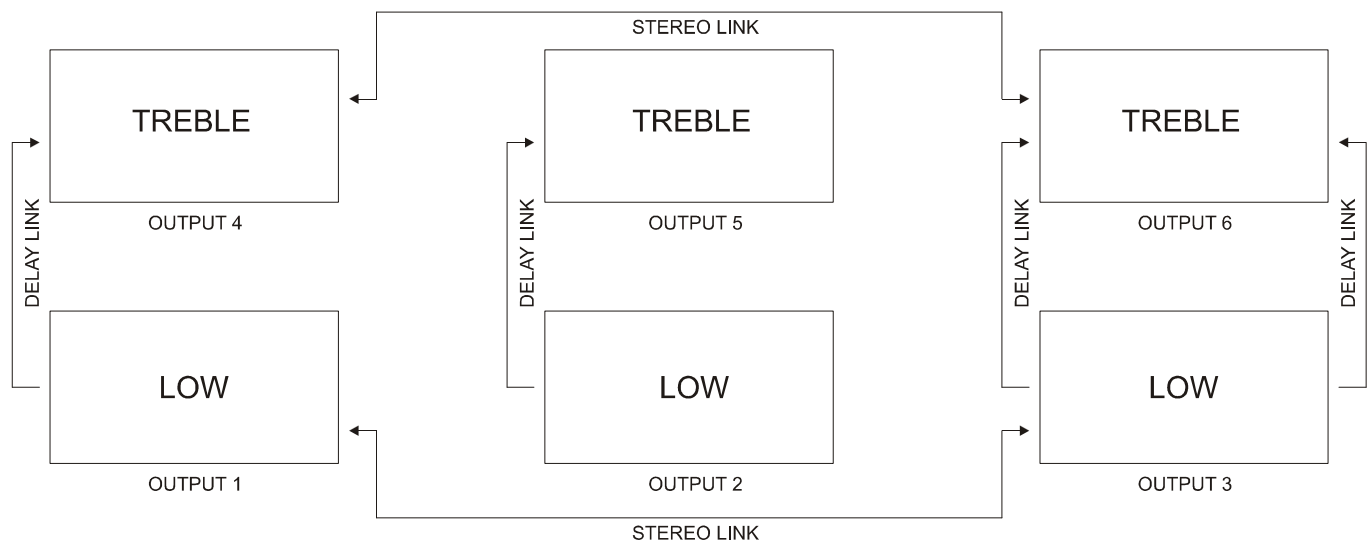 STEREO LINK
TREBLE
TREBLE
TREBLE
OUTPUT 4
OUTPUT 5
OUTPUT 6
DELAY LINK
DELAY LINK
DELAY LINK
DELAY LINK
LOW
LOW
LOW
OUTPUT 1
OUTPUT 2
OUTPUT 3
STEREO LINK